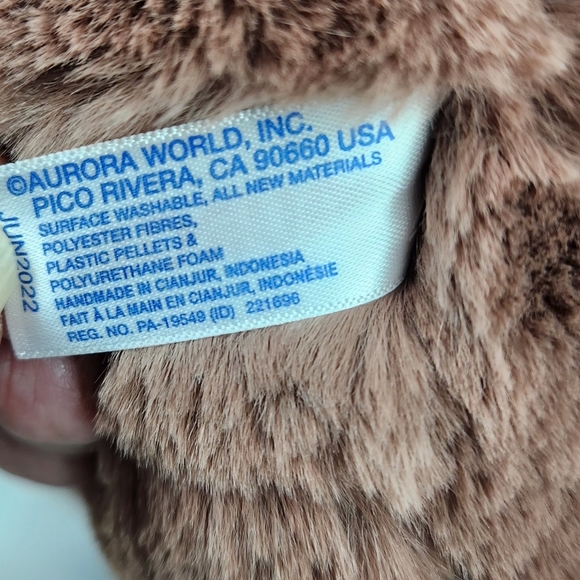 ©AURORA WORLD, INC.
PICO RIVERA, CA 90660 USA
SURFACE WASHABLE, ALL NEW MATERIALS
POLYESTER FIBRES,
PLASTIC PELLETS &
POLYURETHANE FOAM
HANDMADE IN CIANJUR, INDONESIA
FAIT À LA MAIN EN CIANJUR, INDONÉSIE
REG. NO. PA-19549 (ID) 221696
JUN2022